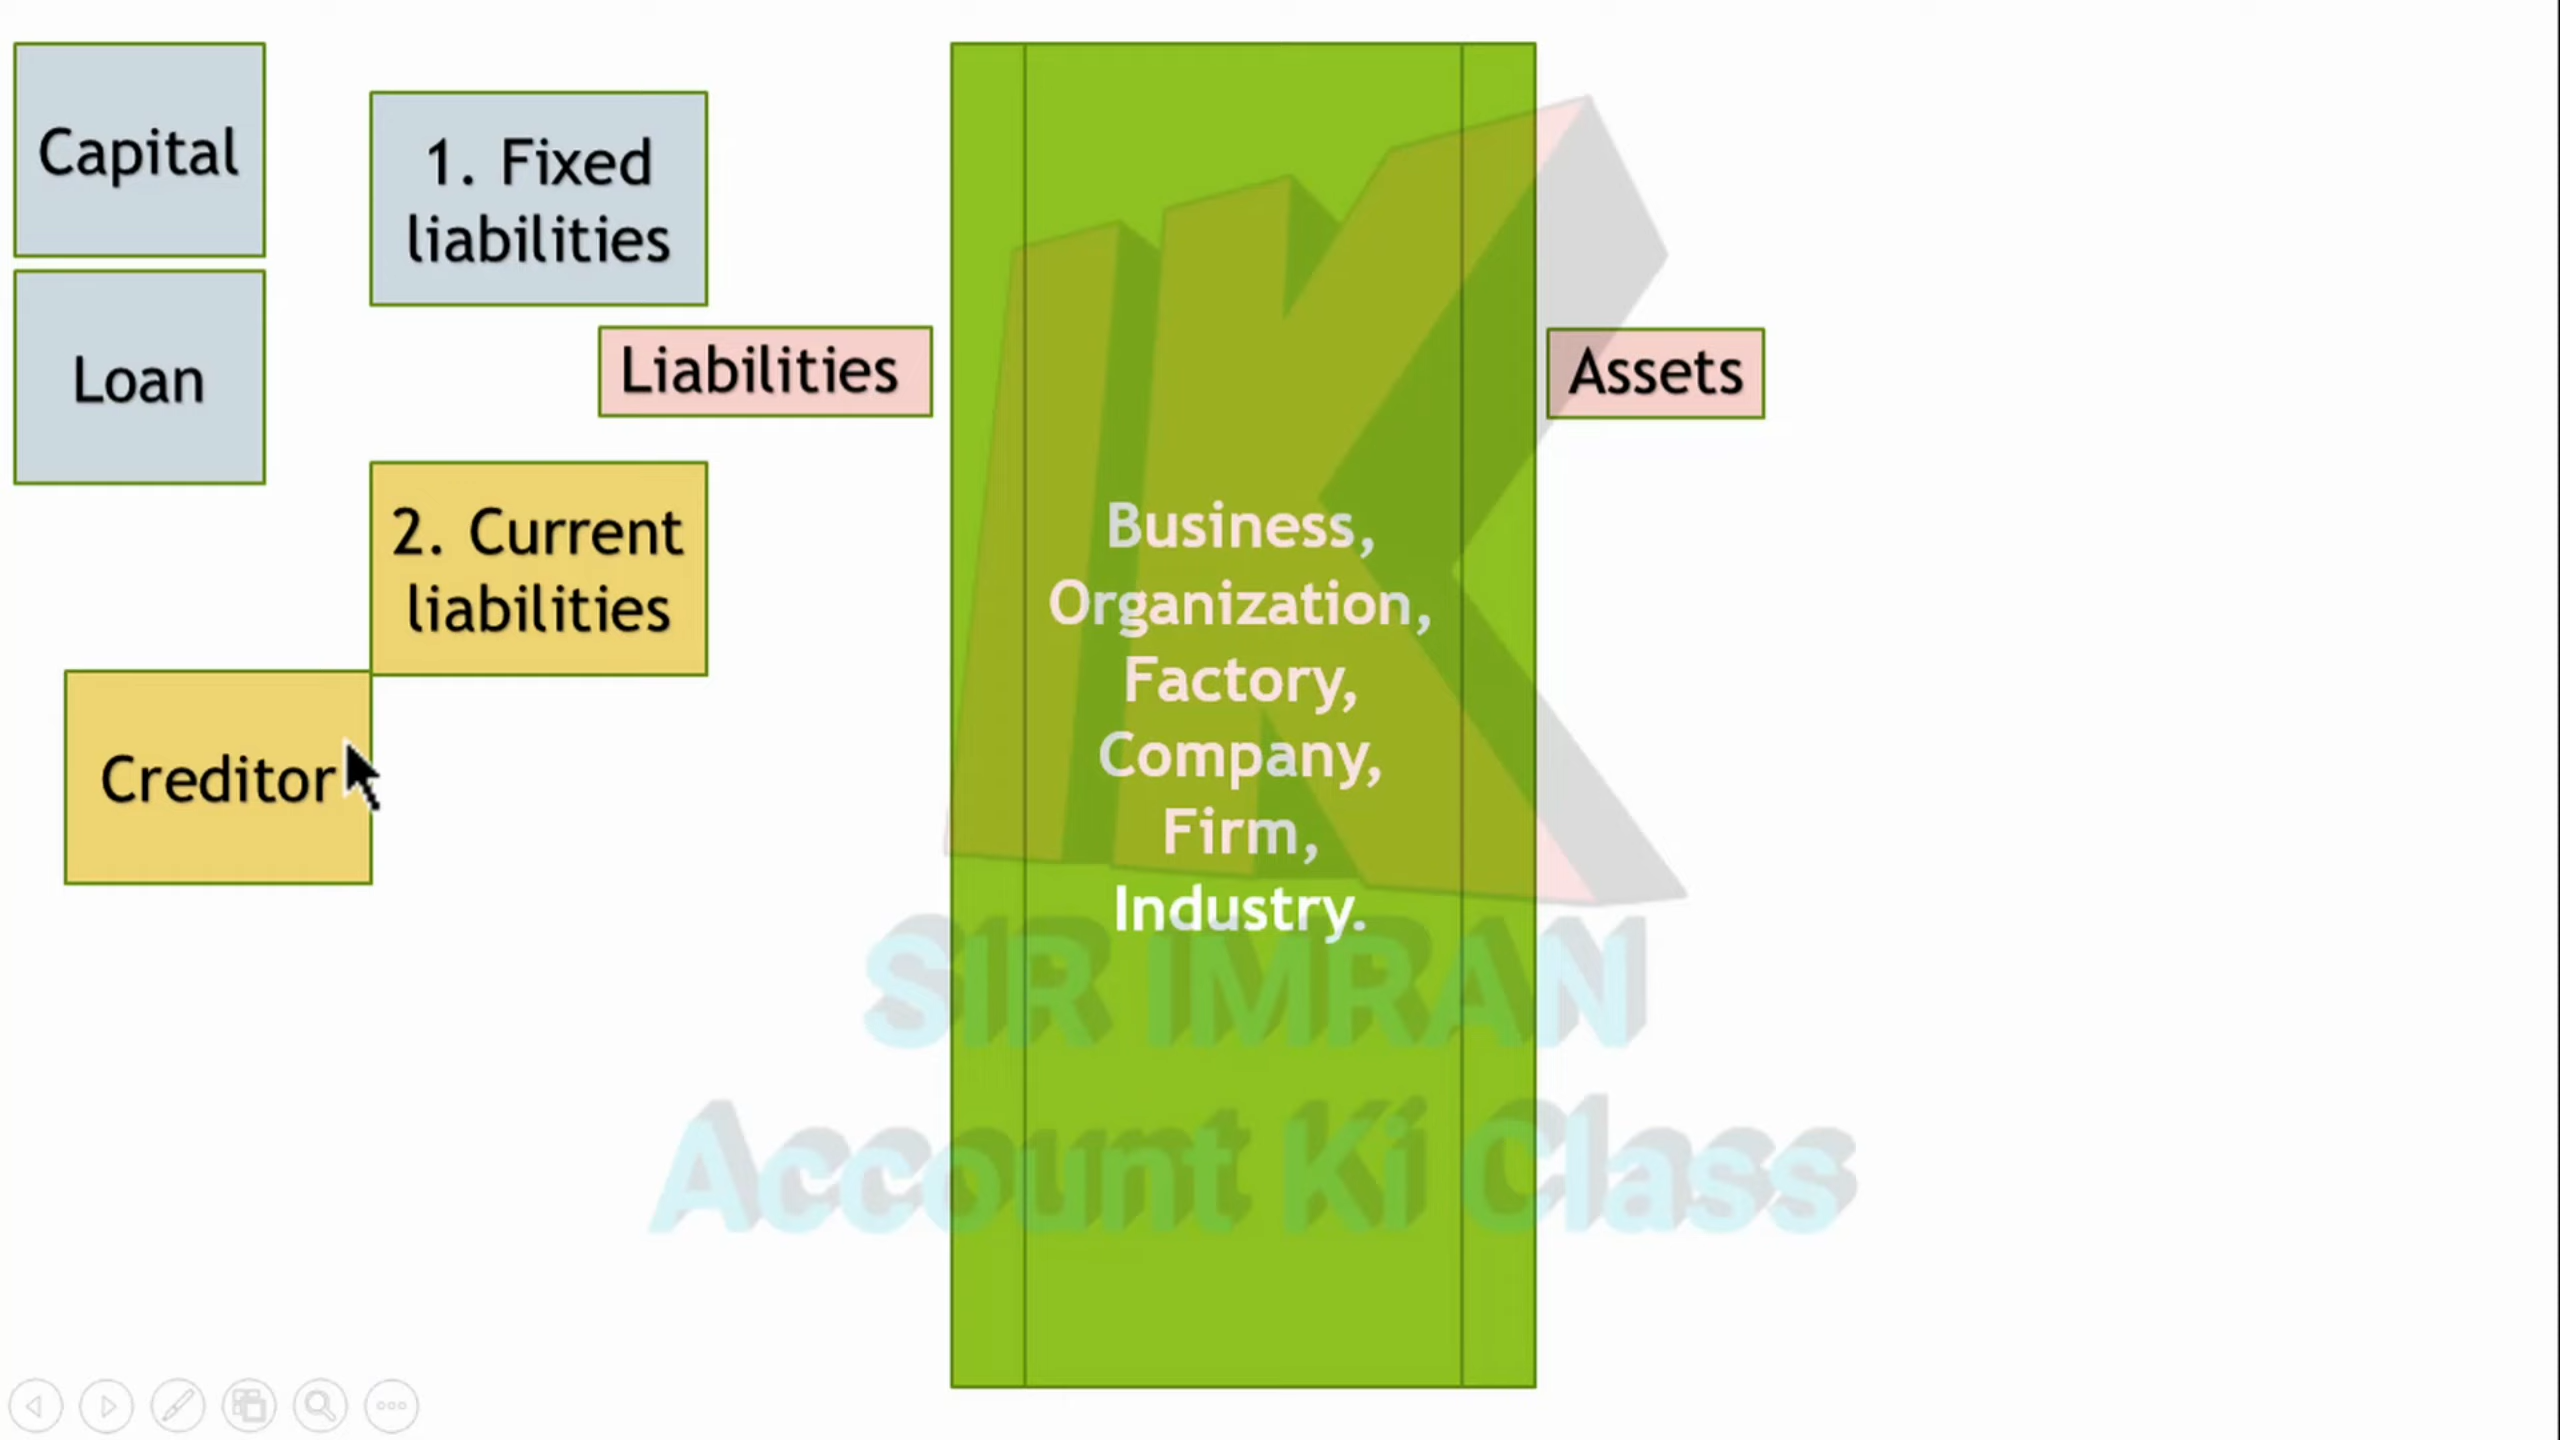 Capital
1. Fixed
liabilities
Loan
Liabilities
Assets
2. Current
liabilities
Creditor
Business,
Organization,
Factory,
Company,
Firm,
Industry.
IK
SIR IMRAN
Account Ki Class